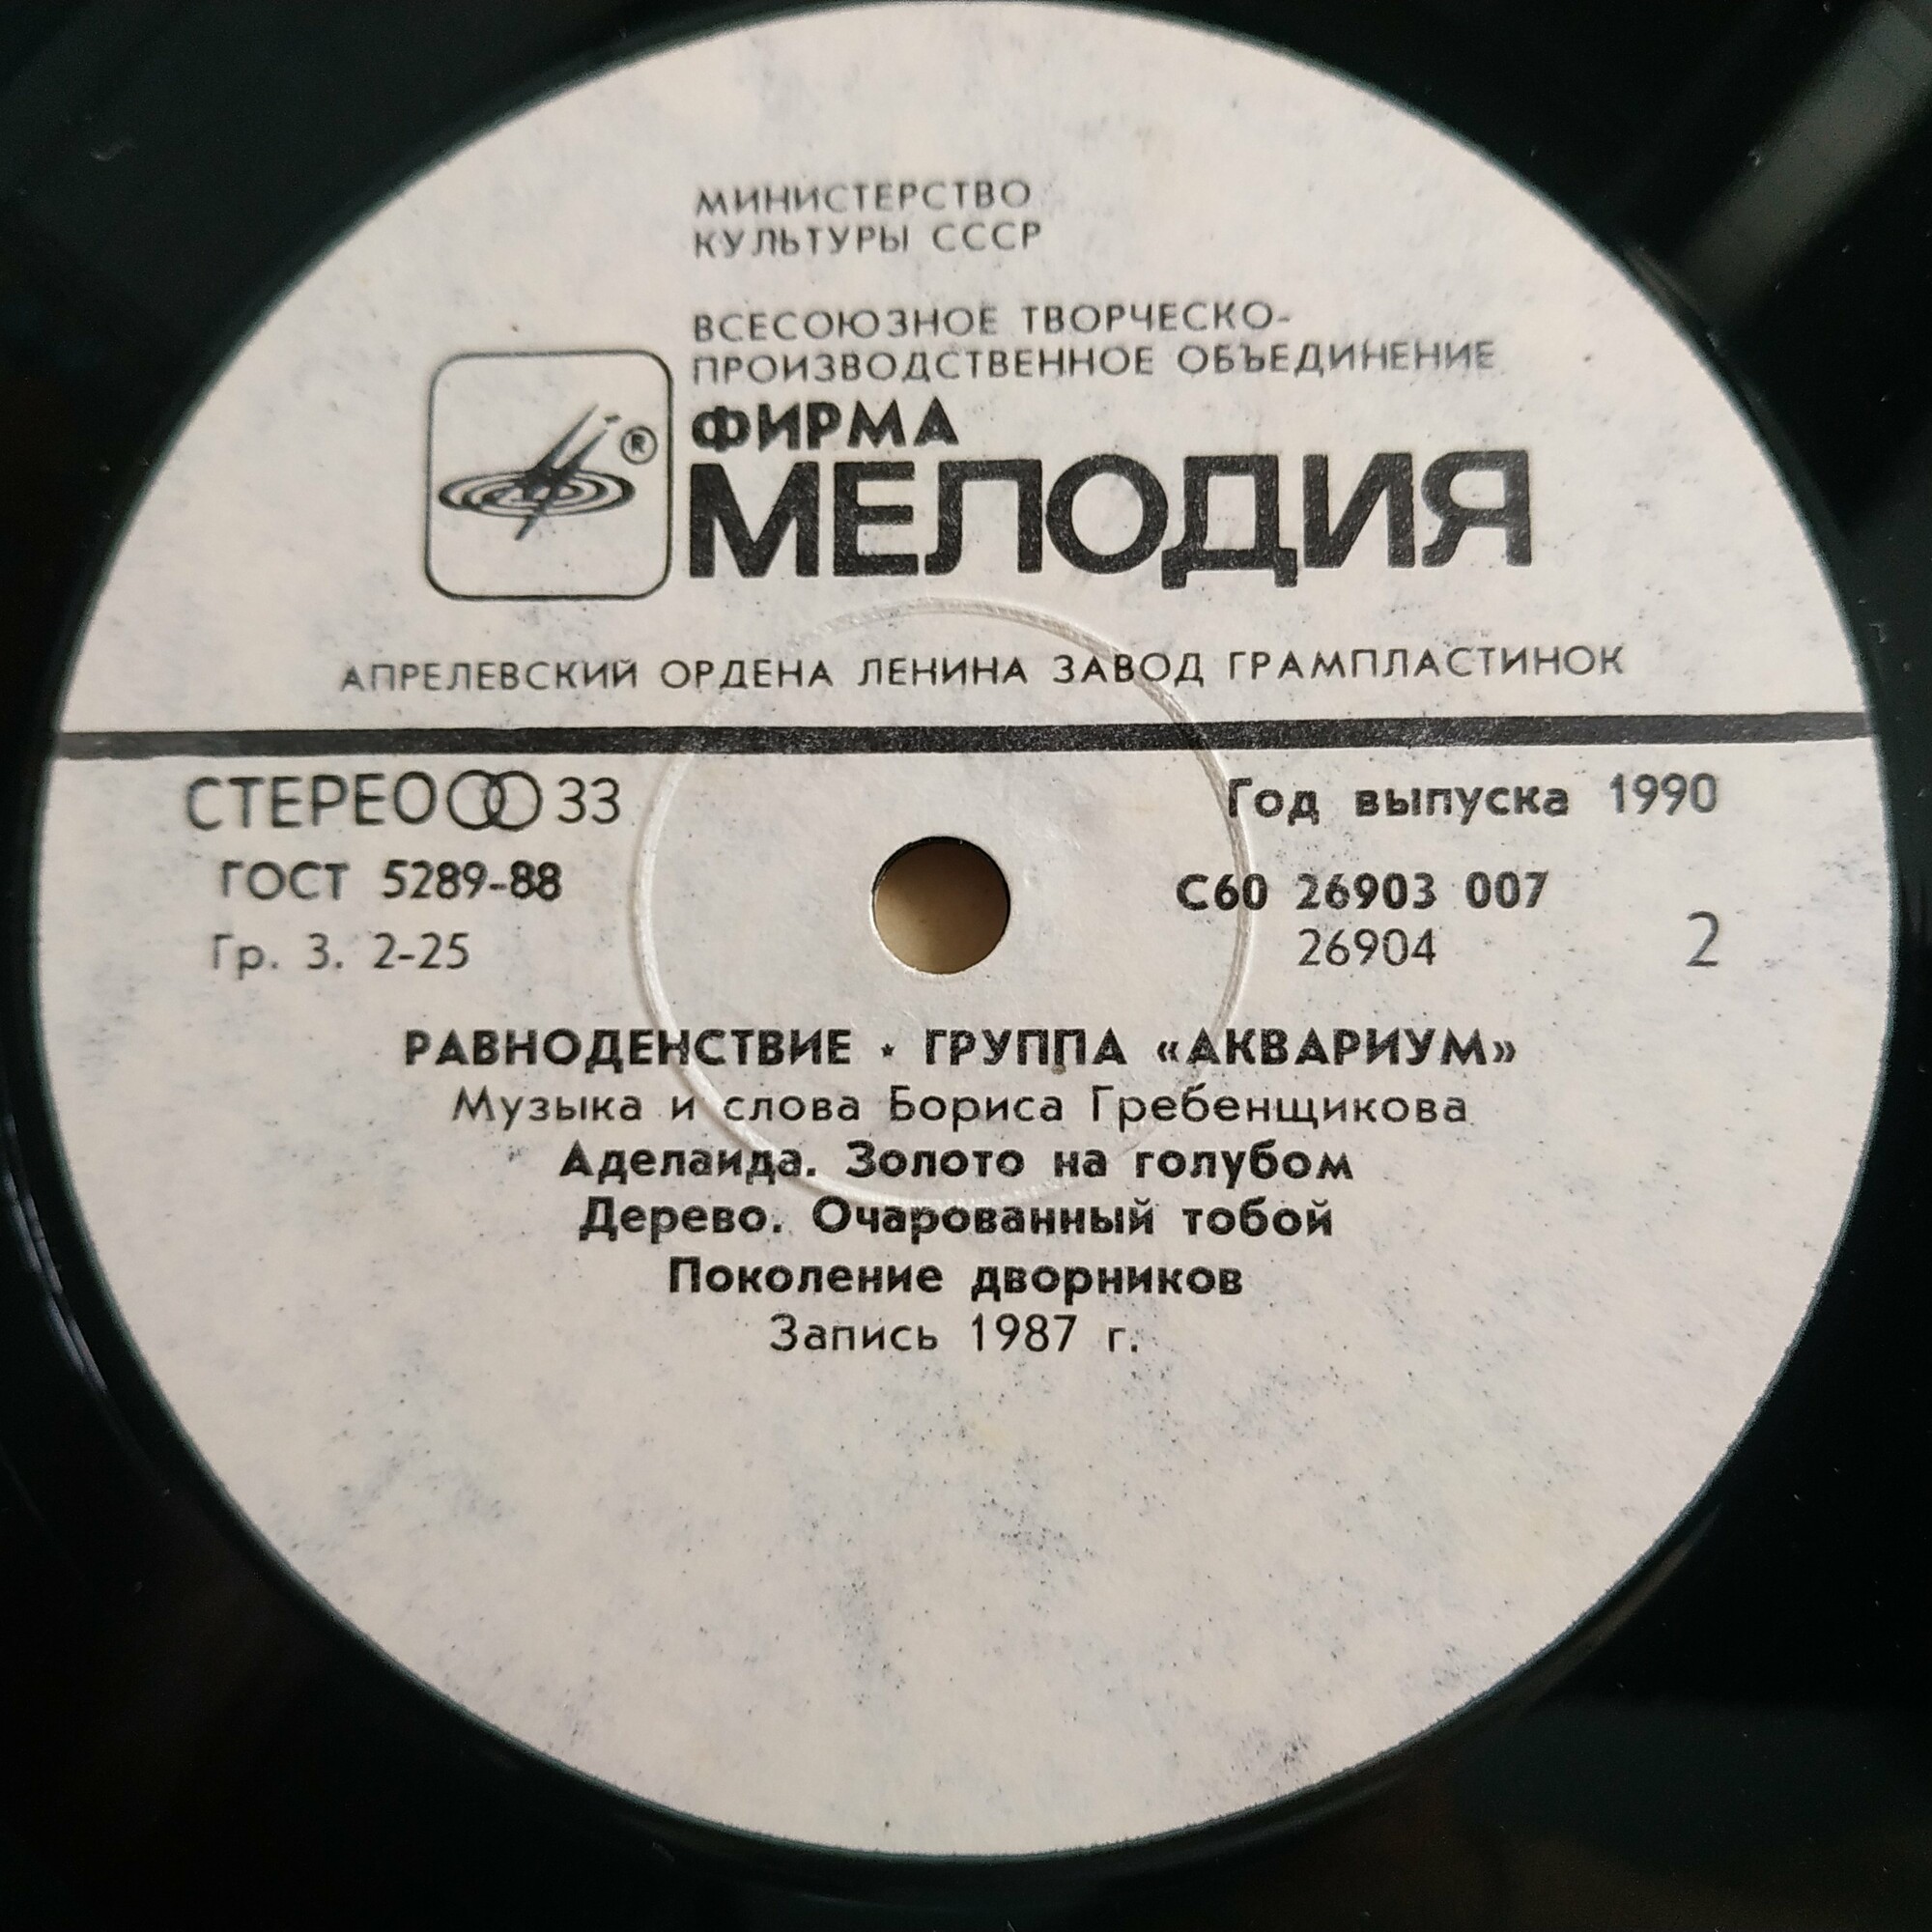 МИНИСТЕРСТВО
КУЛЬТУРЫ СССР
ВСЕСОЮЗНОЕ ТВОРЧЕСКО-
ПРОИЗВОДСТВЕННОЕ ОБЪЕДИНЕНИЕ
®
ФИРМА
МЕЛОДИЯ
АПРЕЛЕВСКИЙ ОРДЕНА ЛЕНИНА ЗАВОД ГРАМПЛАСТИНОК
СТЕРЕО 33
Год выпуска 1990
ГОСТ 5289-88
С60 26903 007
Гр. 3. 2-25
26904
2
РАВНОДЕНСТВИЕ · ГРУППА «АКВАРИУМ»
Музыка и слова Бориса Гребенщикова
Аделаида. Золото на голубом
Дерево. Очарованный тобой
Поколение дворников
Запись 1987 г.